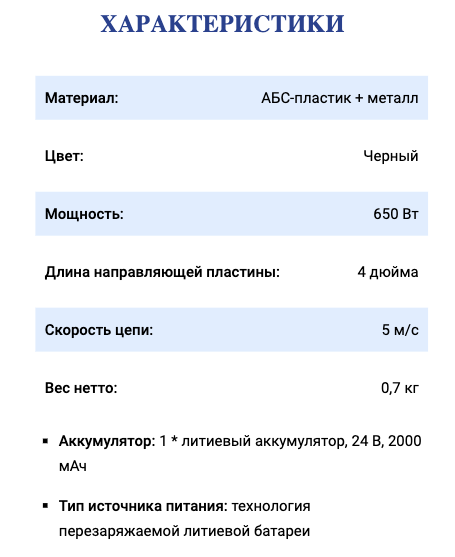 ХАРАКТЕРИСТИКИ
Материал: АБС-пластик + металл
Цвет: Черный
Мощность: 650 Вт
Длина направляющей пластины: 4 дюйма
Скорость цепи: 5 м/с
Вес нетто: 0,7 кг
▪ Аккумулятор: 1 * литиевый аккумулятор, 24 В, 2000
мАч
▪ Тип источника питания: технология
перезаряжаемой литиевой батареи